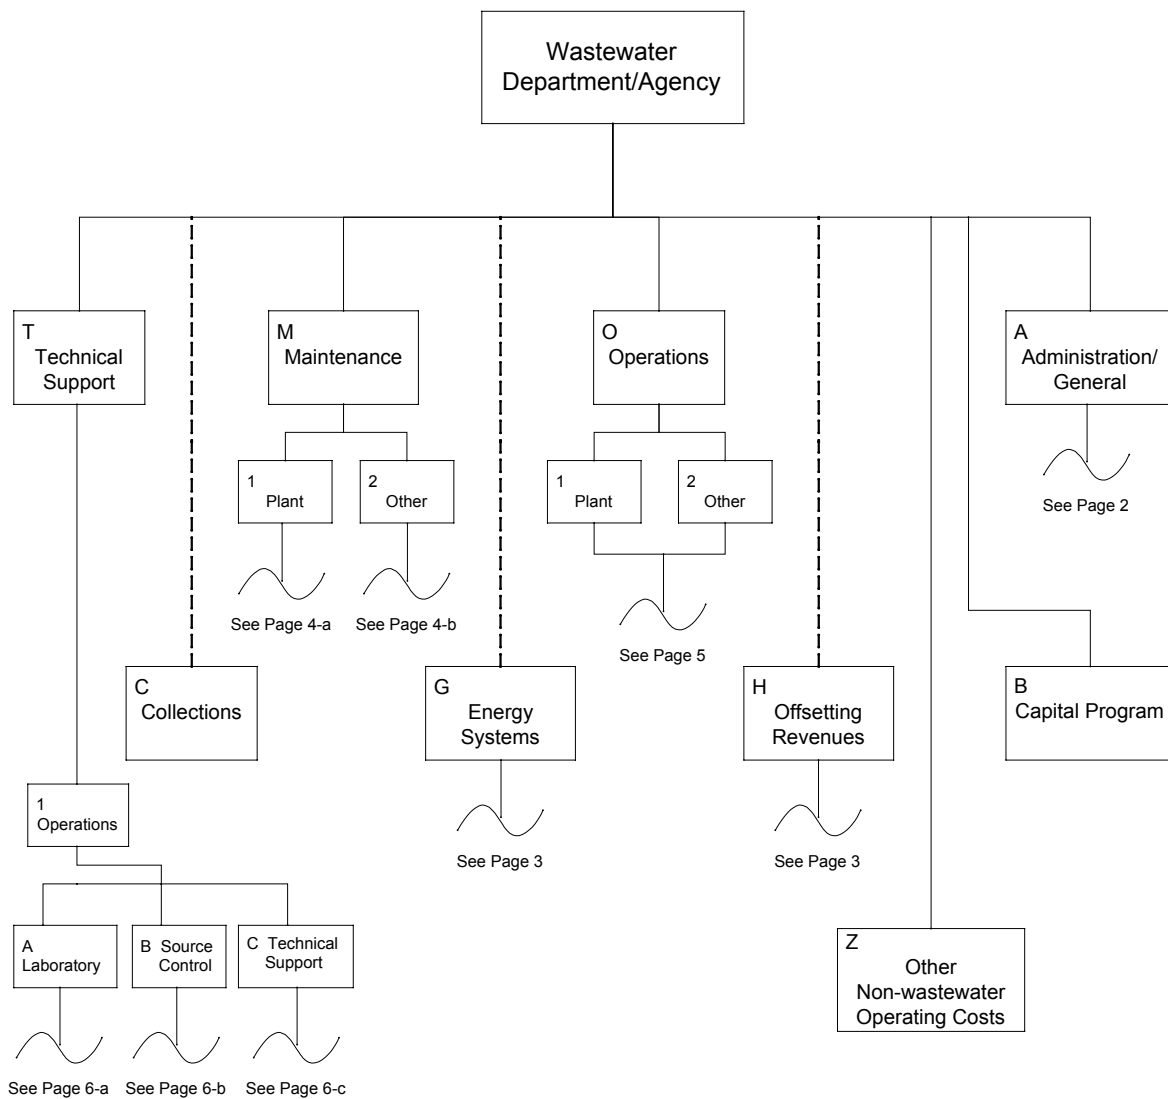 Wastewater
Department/Agency
T
Technical
Support
M
Maintenance
O
Operations
A
Administration/
General
1
Plant
2
Other
1
Plant
2
Other
See Page 2
See Page 4-a
See Page 4-b
See Page 5
C
Collections
G
Energy
Systems
H
Offsetting
Revenues
B
Capital Program
1
Operations
See Page 3
See Page 3
A
Laboratory
B Source
Control
C Technical
Support
Z
Other
Non-wastewater
Operating Costs
See Page 6-a
See Page 6-b
See Page 6-c